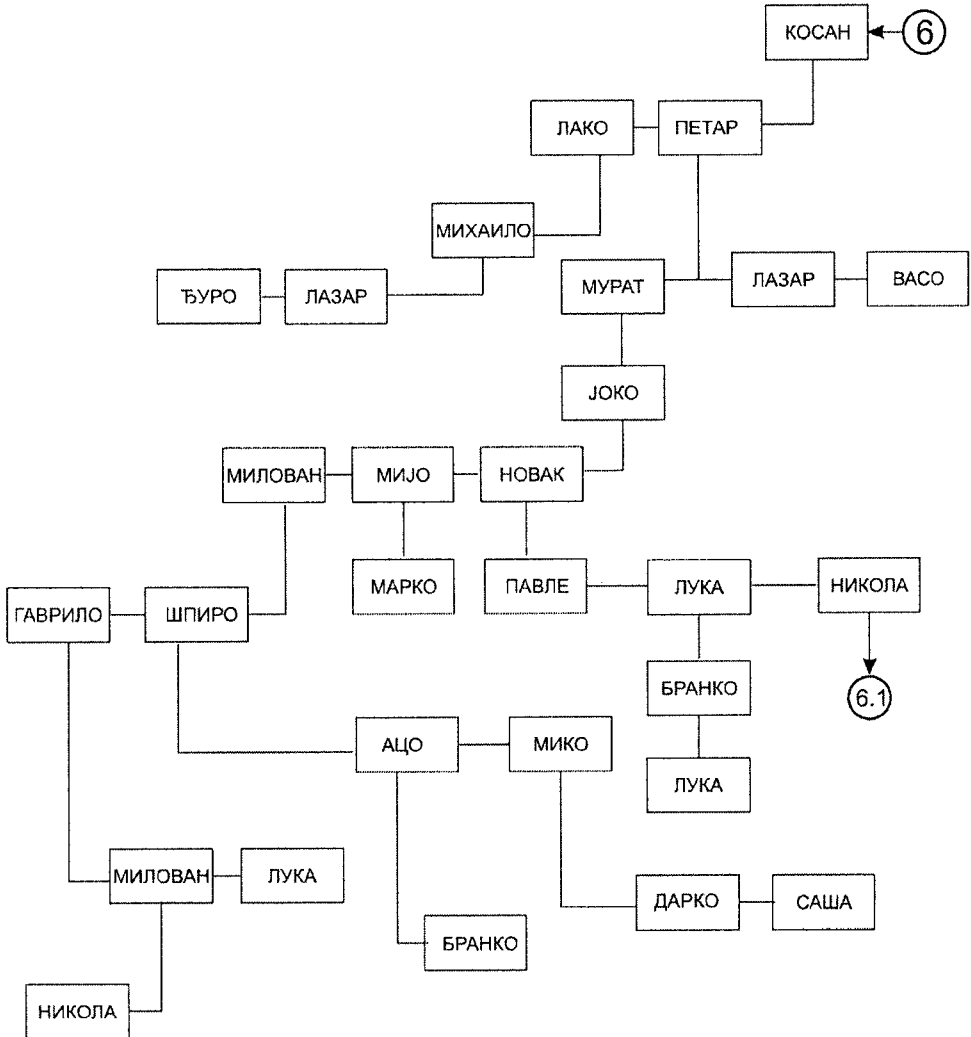 КОСАН
6
ЛАКО
ПЕТАР
МИХАИЛО
ЂУРО
ЛАЗАР
МУРАТ
ЛАЗАР
ВАСО
ЈОКО
МИЛОВАН
МИЈО
НОВАК
МАРКО
ПАВЛЕ
ЛУКА
НИКОЛА
ГАВРИЛО
ШПИРО
БРАНКО
6.1
АЦО
МИКО
ЛУКА
МИЛОВАН
ЛУКА
ДАРКО
САША
БРАНКО
НИКОЛА